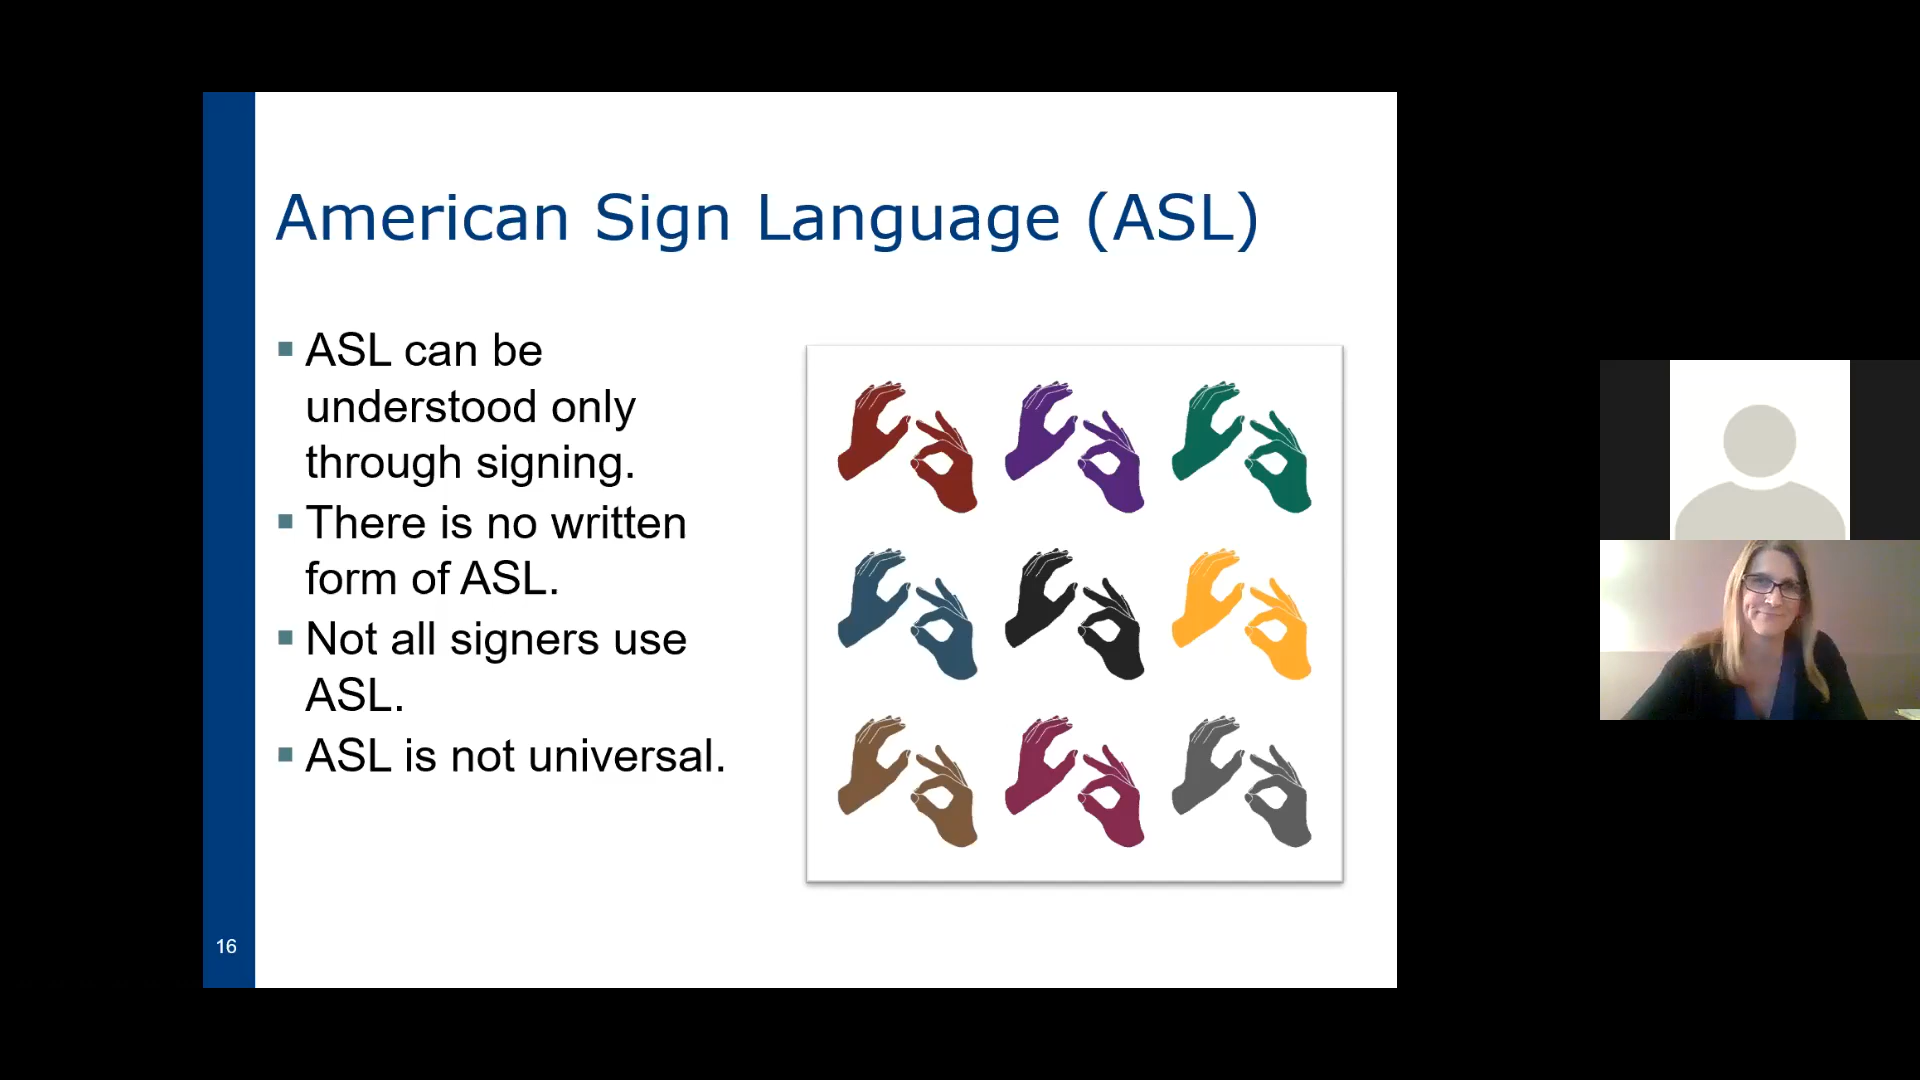 American Sign Language (ASL)
▪ ASL can be
understood only
through signing.
▪ There is no written
form of ASL.
▪ Not all signers use
ASL.
▪ ASL is not universal.
16